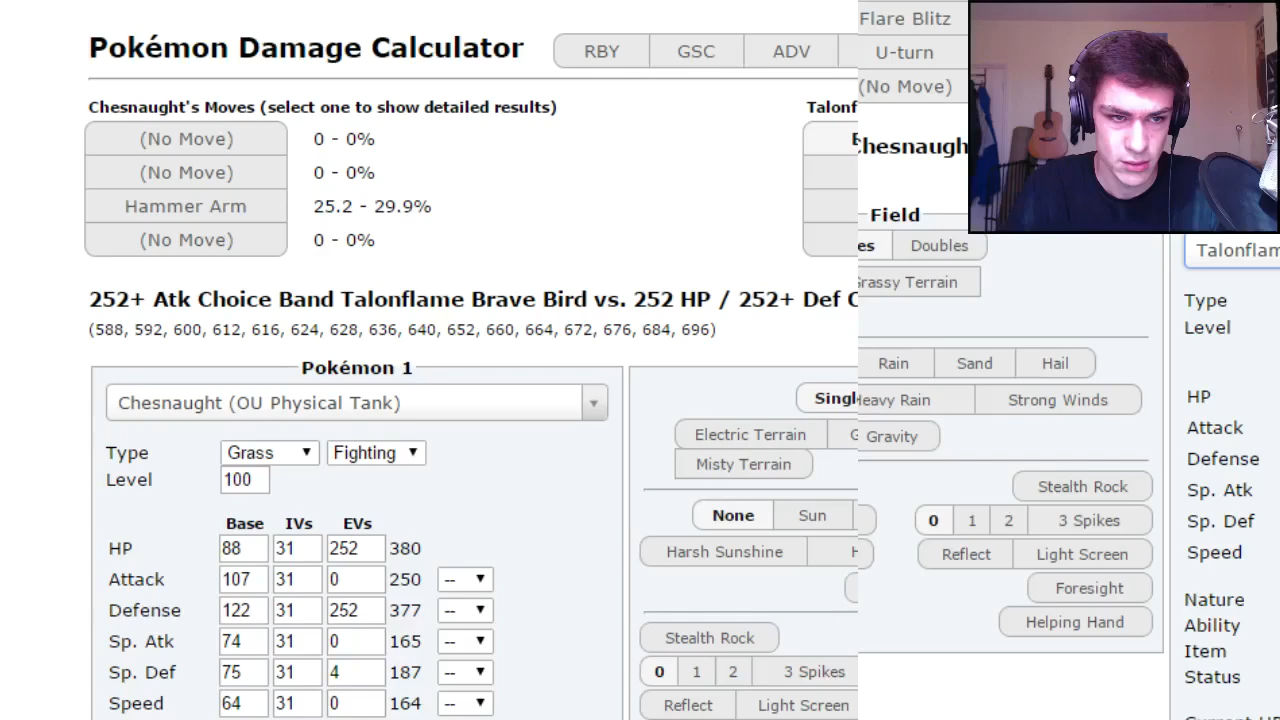 Pokémon Damage Calculator
RBY GSC ADV
Chesnaught's Moves (select one to show detailed results)
Talonf
(No Move) 0 - 0%
(No Move) 0 - 0%
Hammer Arm 25.2 - 29.9%
(No Move) 0 - 0%
252+ Atk Choice Band Talonflame Brave Bird vs. 252 HP / 252+ Def C
(588, 592, 600, 612, 616, 624, 628, 636, 640, 652, 660, 664, 672, 676, 684, 696)
Pokémon 1
Chesnaught (OU Physical Tank)
Type Grass Fighting
Level 100
Base IVs EVs
HP 88 31 252 380
Attack 107 31 0 250 --
Defense 122 31 252 377 --
Sp. Atk 74 31 0 165 --
Sp. Def 75 31 4 187 --
Speed 64 31 0 164 --
Singl
Electric Terrain G
Misty Terrain
None Sun
Harsh Sunshine H
Stealth Rock
0 1 2 3 Spikes
Reflect Light Screen
Flare Blitz
U-turn
(No Move)
Chesnaugh
Field
es Doubles
Grassy Terrain
Rain Sand Hail
Heavy Rain Strong Winds
Gravity
Stealth Rock
0 1 2 3 Spikes
Reflect Light Screen
Foresight
Helping Hand
Talonflam
Type
Level
HP
Attack
Defense
Sp. Atk
Sp. Def
Speed
Nature
Ability
Item
Status